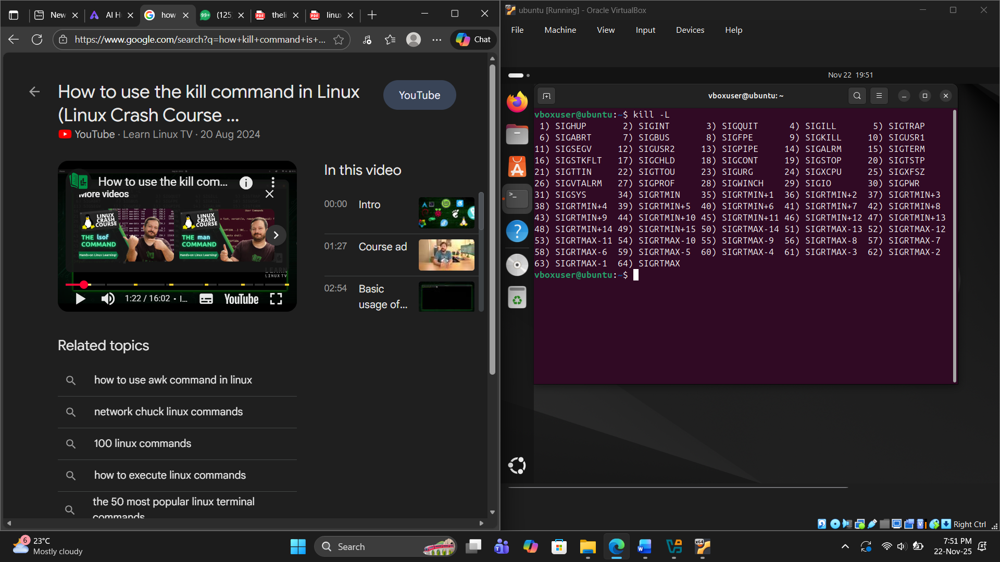 New
AI H
how
99+
(125
PDF
theli
PDF
linux
https://www.google.com/search?q=how+kill+command+is+...
Chat
How to use the kill command in Linux
(Linux Crash Course ...
YouTube
YouTube · Learn Linux TV · 20 Aug 2024
In this video
How to use the kill com...
More videos
LINUX
CRASH
COURSE
THE lsof
COMMAND
Hands-on Linux Learning!
LINUX
CRASH
COURSE
THE man
COMMAND
Hands-on Linux Learning!
LEARN
LINUX TV
1:22 / 16:02 · I...
YouTube
00:00
Intro
01:27
Course ad
02:54
Basic
usage of...
Related topics
how to use awk command in linux
network chuck linux commands
100 linux commands
how to execute linux commands
the 50 most popular linux terminal
commands
ubuntu [Running] - Oracle VirtualBox
File Machine View Input Devices Help
Nov 22 19:51
vboxuser@ubuntu: ~
vboxuser@ubuntu:~$ kill -L
1) SIGHUP 2) SIGINT 3) SIGQUIT 4) SIGILL 5) SIGTRAP
6) SIGABRT 7) SIGBUS 8) SIGFPE 9) SIGKILL 10) SIGUSR1
11) SIGSEGV 12) SIGUSR2 13) SIGPIPE 14) SIGALRM 15) SIGTERM
16) SIGSTKFLT 17) SIGCHLD 18) SIGCONT 19) SIGSTOP 20) SIGTSTP
21) SIGTTIN 22) SIGTTOU 23) SIGURG 24) SIGXCPU 25) SIGXFSZ
26) SIGVTALRM 27) SIGPROF 28) SIGWINCH 29) SIGIO 30) SIGPWR
31) SIGSYS 34) SIGRTMIN 35) SIGRTMIN+1 36) SIGRTMIN+2 37) SIGRTMIN+3
38) SIGRTMIN+4 39) SIGRTMIN+5 40) SIGRTMIN+6 41) SIGRTMIN+7 42) SIGRTMIN+8
43) SIGRTMIN+9 44) SIGRTMIN+10 45) SIGRTMIN+11 46) SIGRTMIN+12 47) SIGRTMIN+13
48) SIGRTMIN+14 49) SIGRTMIN+15 50) SIGRTMAX-14 51) SIGRTMAX-13 52) SIGRTMAX-12
53) SIGRTMAX-11 54) SIGRTMAX-10 55) SIGRTMAX-9 56) SIGRTMAX-8 57) SIGRTMAX-7
58) SIGRTMAX-6 59) SIGRTMAX-5 60) SIGRTMAX-4 61) SIGRTMAX-3 62) SIGRTMAX-2
63) SIGRTMAX-1 64) SIGRTMAX
vboxuser@ubuntu:~$
Right Ctrl
6
23°C
Mostly cloudy
Search
7:51 PM
22-Nov-25